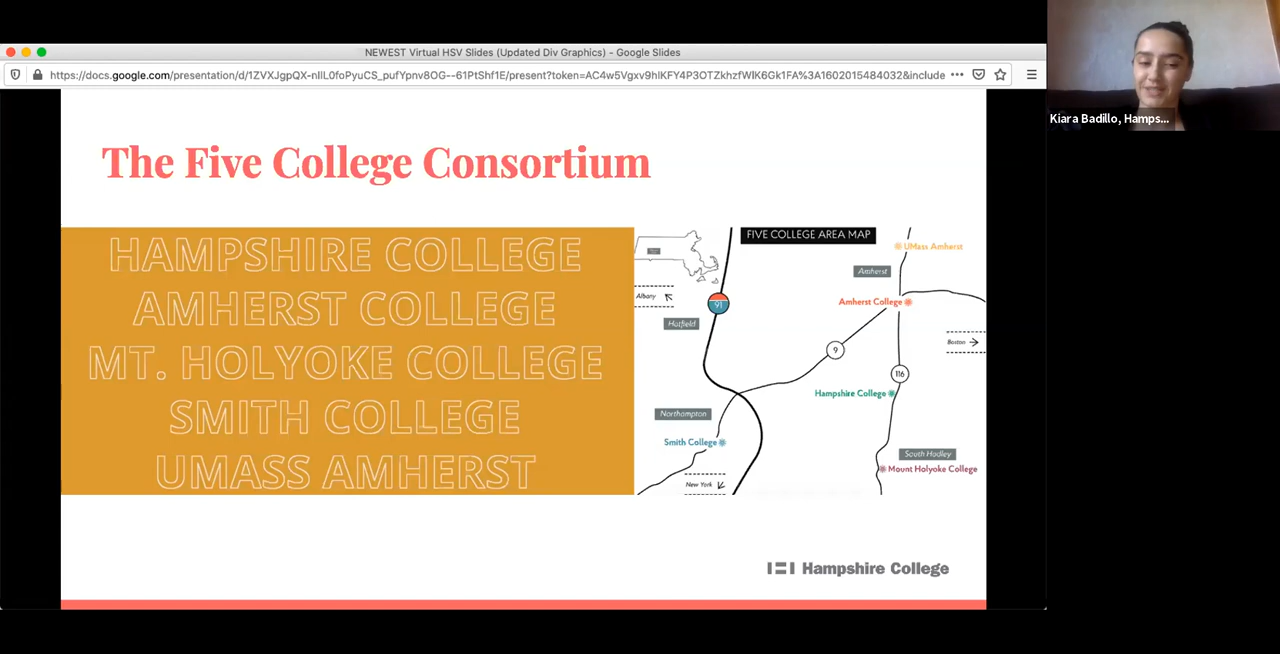 NEWEST Virtual HSV Slides (Updated Div Graphics) - Google Slides
https://docs.google.com/presentation/d/1ZVXJgpQX-nIlL0foPyuCS_pufYpnv8OG--61PtShf1E/present?token=AC4w5Vgxv9hlKFY4P3OTZkhzfWlK6Gk1FA%3A1602015484032&include
Kiara Badillo, Hamps...
The Five College Consortium
HAMPSHIRE COLLEGE
AMHERST COLLEGE
MT. HOLYOKE COLLEGE
SMITH COLLEGE
UMASS AMHERST
FIVE COLLEGE AREA MAP
UMass Amherst
Amherst
Albany
Amherst College
91
Hatfield
Boston
9
116
Hampshire College
Northampton
Smith College
South Hadley
Mount Holyoke College
New York
Hampshire College